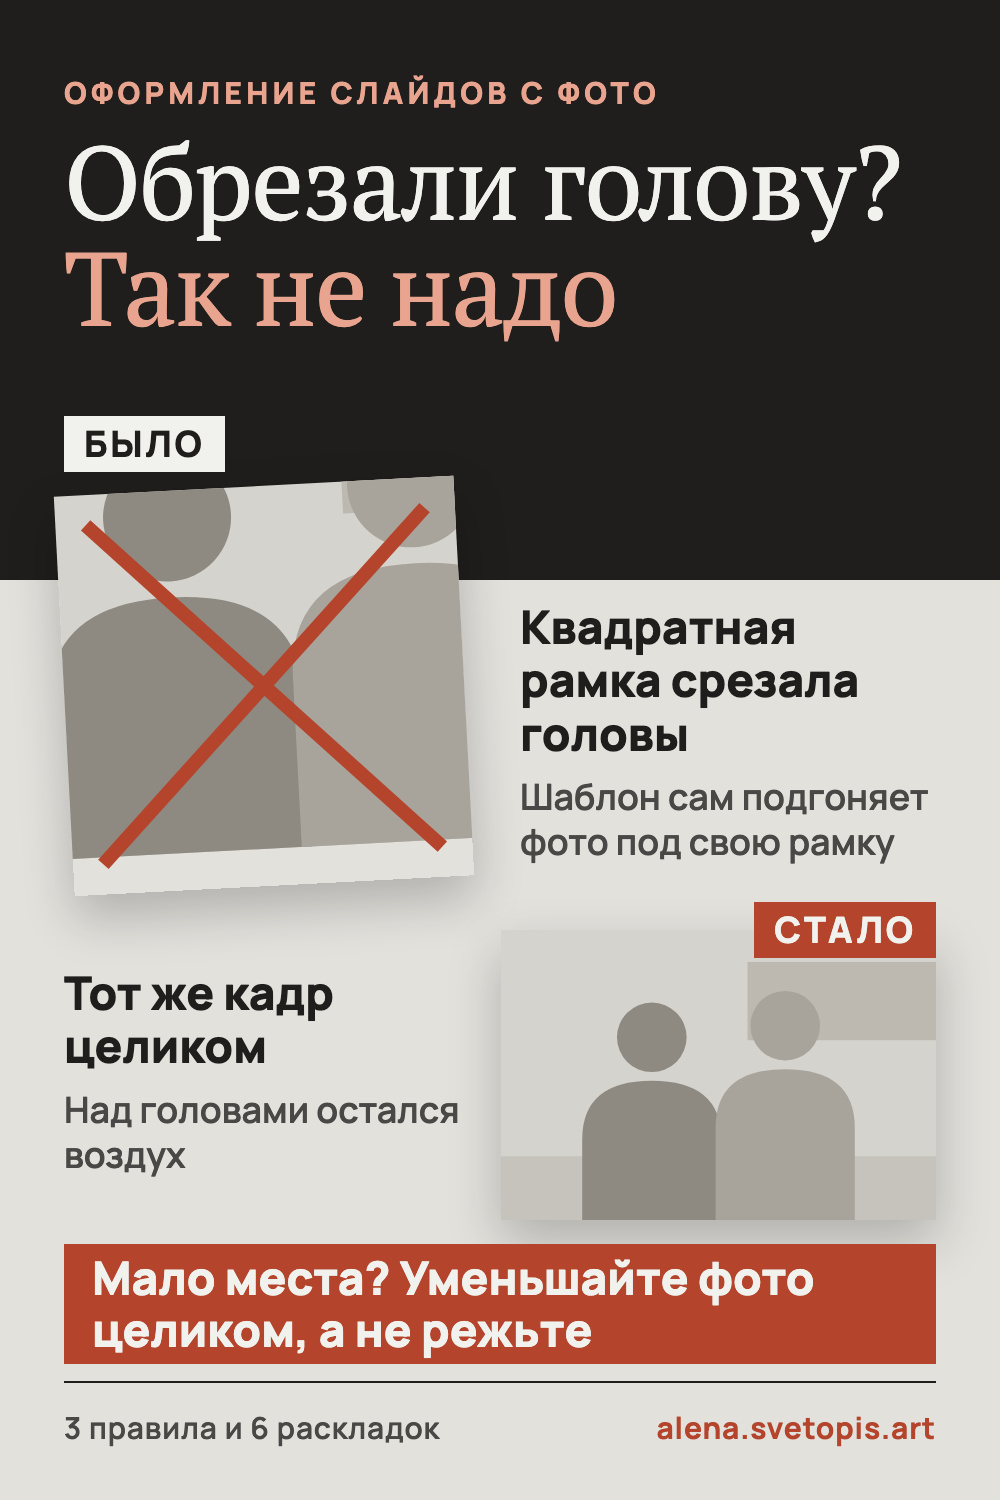 ОФОРМЛЕНИЕ СЛАЙДОВ С ФОТО
Обрезали голову?
Так не надо
БЫЛО
Квадратная
рамка срезала
головы
Шаблон сам подгоняет
фото под свою рамку
СТАЛО
Тот же кадр
целиком
Над головами остался
воздух
Мало места? Уменьшайте фото
целиком, а не режьте
3 правила и 6 раскладок
alena.svetopis.art